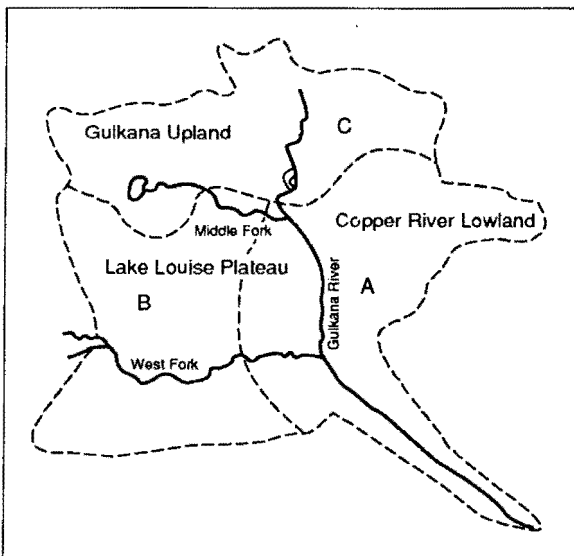 Gulkana Upland
C
Copper River Lowland
Middle Fork
Lake Louise Plateau
B
Gulkana River
A
West Fork